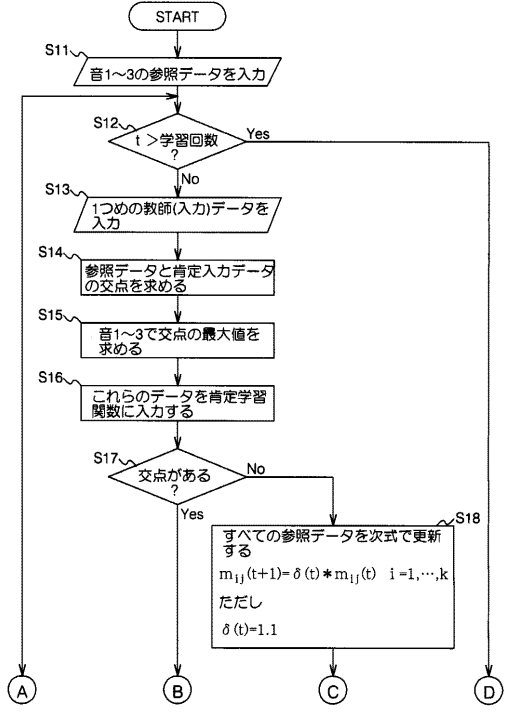 START
S11
音1～3の参照データを入力
S12
t＞学習回数
?
Yes
No
S13
1つめの教師(入力)データを
入力
S14
参照データと肯定入力データ
の交点を求める
S15
音1～3で交点の最大値を
求める
S16
これらのデータを肯定学習
関数に入力する
S17
交点がある
?
No
Yes
S18
すべての参照データを次式で更新
する
mij(t+1)=δ(t)*mij(t) i=1,…,k
ただし
δ(t)=1.1
A
B
C
D